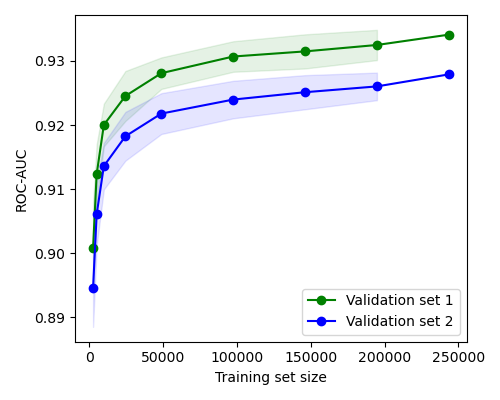 0.93
0.92
0.91
0.90
0.89
ROC-AUC
0
50000
100000
150000
200000
250000
Training set size
Validation set 1
Validation set 2